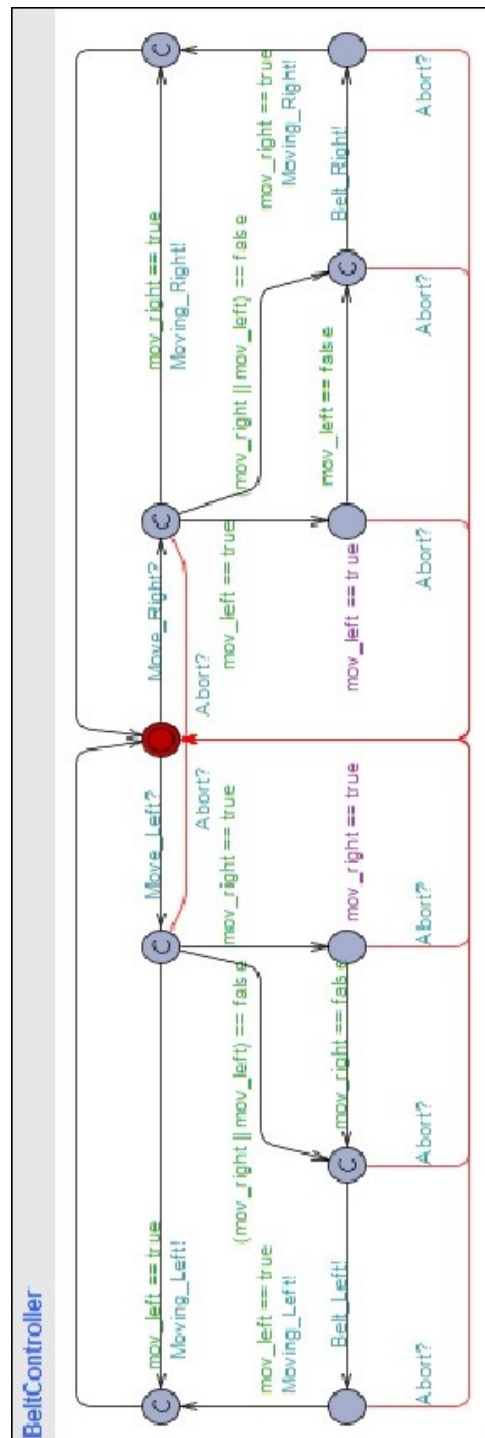 BeltController
C
C
mov_left == true
Moving_Left!
Move_Left?
Move_Right?
mov_right == true
Moving_Right!
C
C
Abort?
Abort?
mov_left == true
Moving_Left!
(mov_right || mov_left) == false
mov_right == true
mov_left == true
(mov_right || mov_left) == false
mov_right == true
Moving_Right!
Belt_Left!
C
mov_right == false
mov_left == false
C
Belt_Right!
mov_right == true
mov_left == true
Abort?
Abort?
Abort?
Abort?
Abort?
Abort?